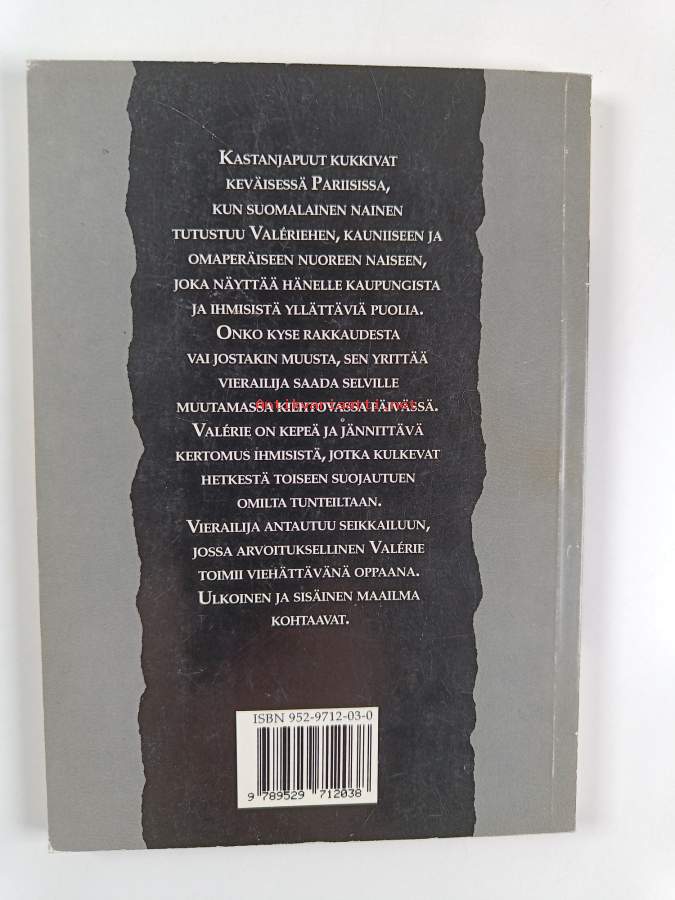 Kastanjapuut kukkivat
keväisessä Pariisissa,
kun suomalainen nainen
tutustuu Valériehen, kauniiseen ja
omaperäiseen nuoreen naiseen,
joka näyttää hänelle kaupungista
ja ihmisistä yllättäviä puolia.
Onko kyse rakkaudesta
vai jostakin muusta, sen yrittää
vierailija saada selville
muutamassa kiehtovassa päivässä.
Antikvariaatti.net
Valérie on kepeä ja jännittävä
kertomus ihmisistä, jotka kulkevat
hetkestä toiseen suojautuen
omilta tunteiltaan.
Vierailija antautuu seikkailuun,
jossa arvoituksellinen Valérie
toimii viehättävänä oppaana.
Ulkoinen ja sisäinen maailma
kohtaavat.
ISBN 952-9712-03-0
9 789529 712038